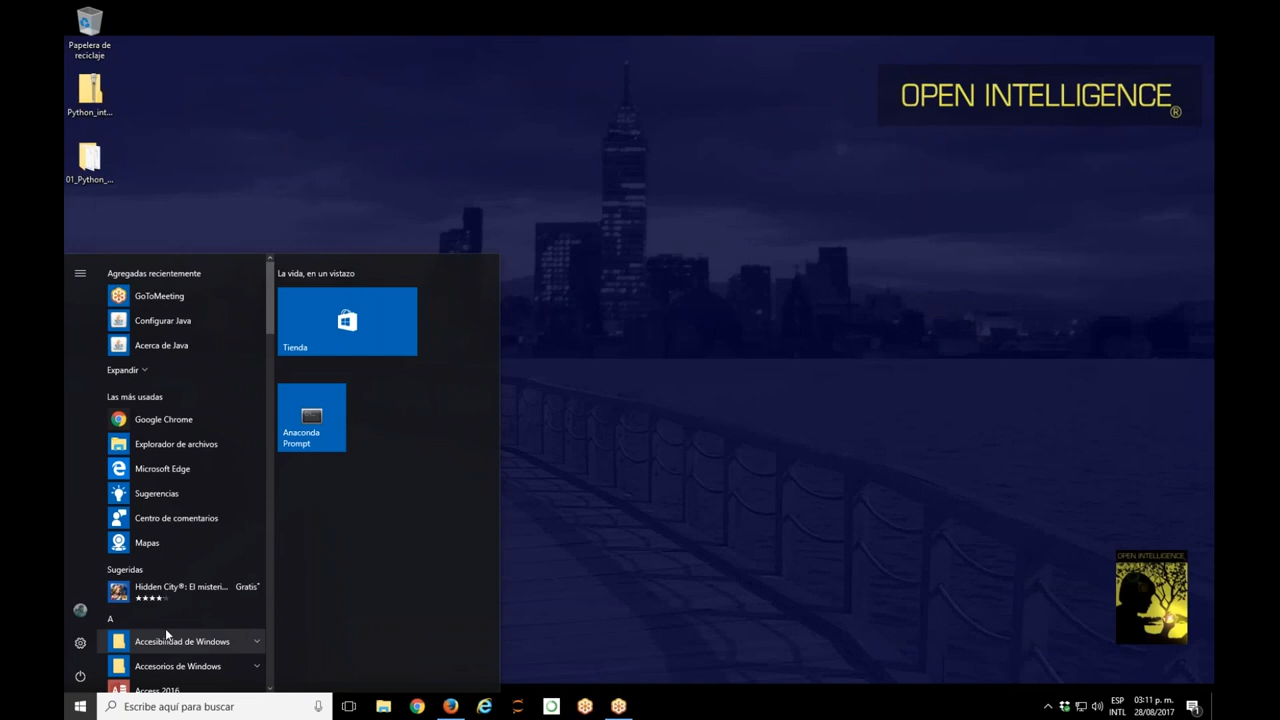 Papelera de
reciclaje
Python_int...
01_Python_...
OPEN INTELLIGENCE®
Agregadas recientemente
GoToMeeting
Configurar Java
Acerca de Java
Expandir
Las más usadas
Google Chrome
Explorador de archivos
Microsoft Edge
Sugerencias
Centro de comentarios
Mapas
Sugeridas
Hidden City®: El misteri... Gratis*
A
Accesibilidad de Windows
Accesorios de Windows
Access 2016
La vida, en un vistazo
Tienda
Anaconda
Prompt
OPEN INTELLIGENCE
Escribe aquí para buscar
ESP
INTL
03:11 p. m.
28/08/2017
1